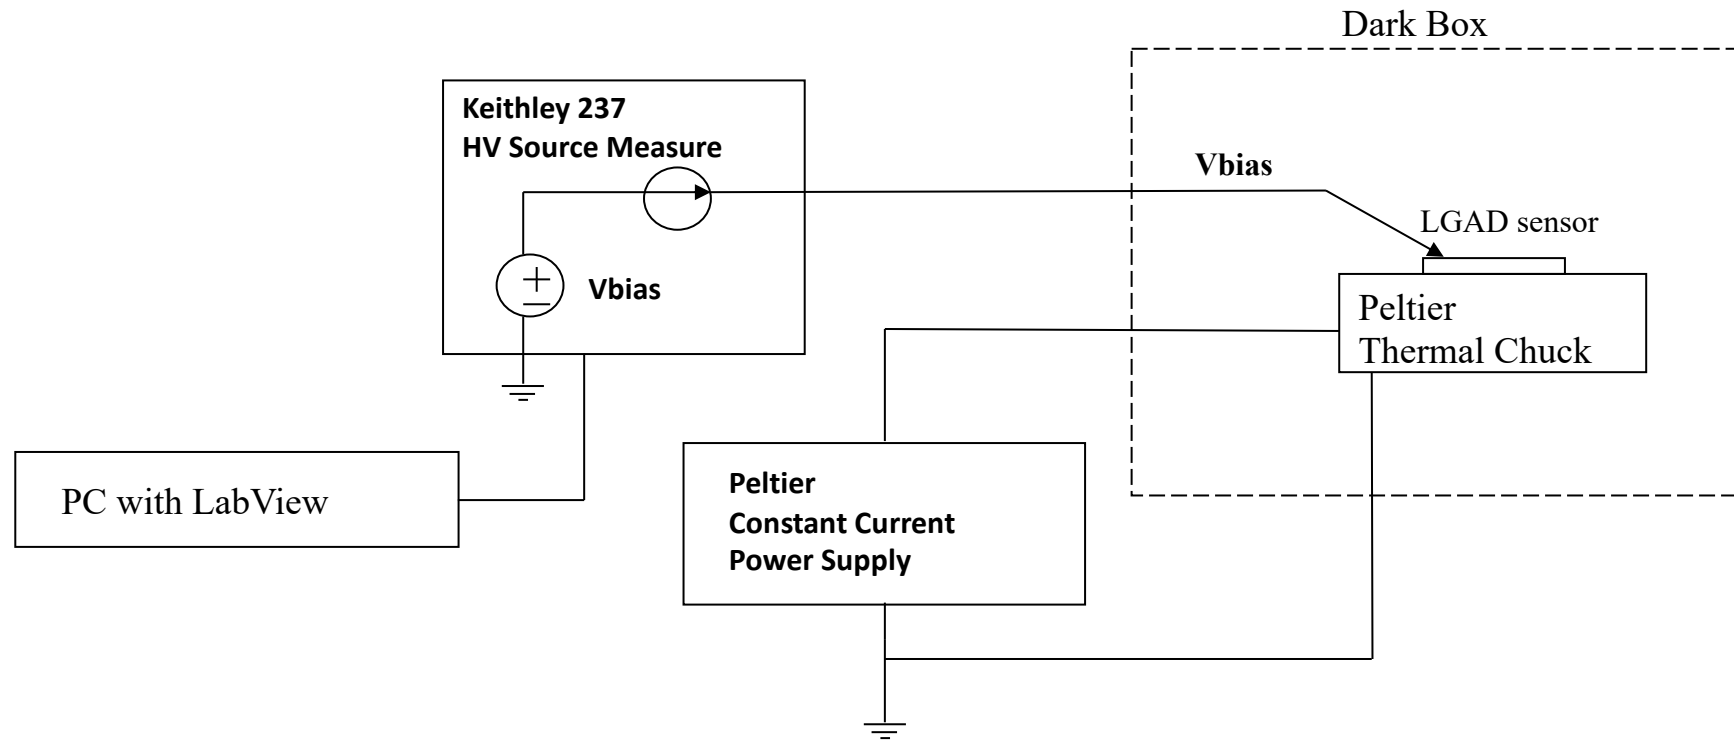 Dark Box
Keithley 237
HV Source Measure
Vbias
LGAD sensor
Vbias
Peltier
Thermal Chuck
PC with LabView
Peltier
Constant Current
Power Supply